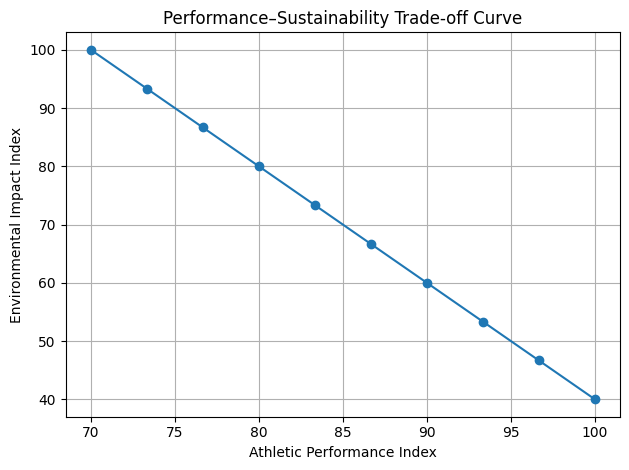 Performance–Sustainability Trade-off Curve
Environmental Impact Index
100
90
80
70
60
50
40
70 75 80 85 90 95 100
Athletic Performance Index